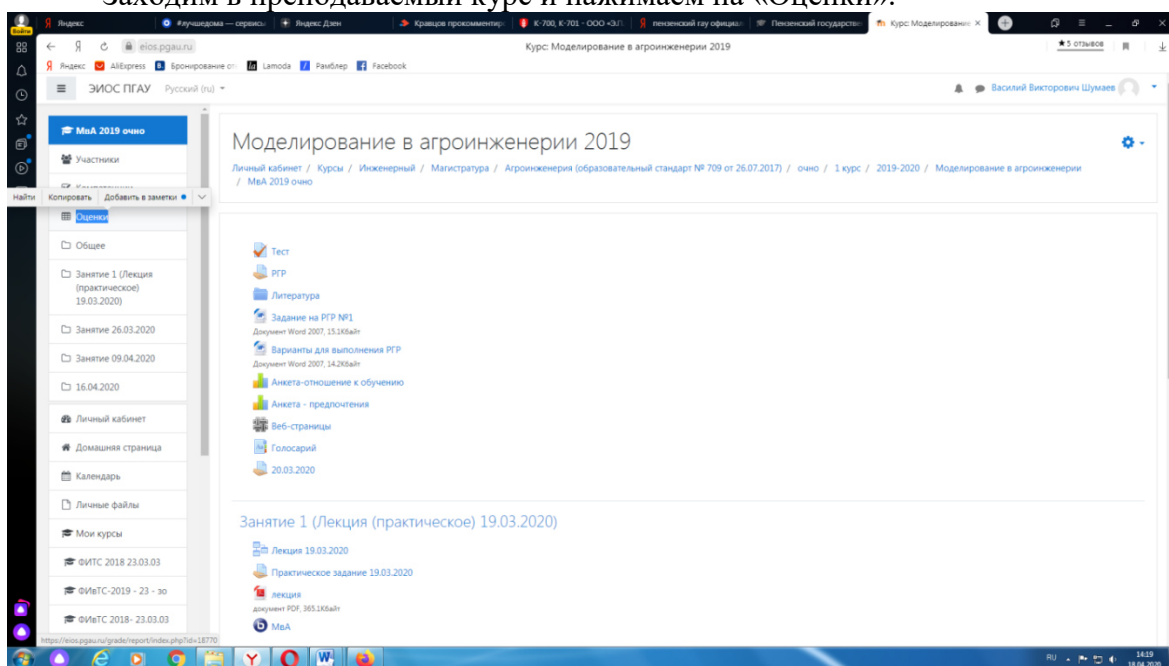 Заходим в преподаваемый курс и нажимаем на «Оценки».
Войти
Яндекс
#лучшедома — сервисы
Яндекс Дзен
Кравцов прокомментир
К-700, К-701 - ООО «ЗЛ
пензенский гау официал
Пензенский государстве
Курс: Моделирование
eios.pgau.ru
Курс: Моделирование в агроинженерии 2019
★5 отзывов
Яндекс
AliExpress
Бронирование от
Lamoda
Рамблер
Facebook
ЭИОС ПГАУ
Русский (ru)
Василий Викторович Шумаев
МвА 2019 очно
Участники
Найти
Копировать
Добавить в заметки
Оценки
Общее
Занятие 1 (Лекция
(практическое)
19.03.2020)
Занятие 26.03.2020
Занятие 09.04.2020
16.04.2020
Личный кабинет
Домашняя страница
Календарь
Личные файлы
Мои курсы
ФИТС 2018 23.03.03
ФИвТС-2019 - 23 - зо
ФИвТС 2018- 23.03.03
Моделирование в агроинженерии 2019
Личный кабинет / Курсы / Инженерный / Магистратура / Агроинженерия (образовательный стандарт № 709 от 26.07.2017) / очно / 1 курс / 2019-2020 / Моделирование в агроинженерии
/ МвА 2019 очно
Тест
РГР
Литература
Задание на РГР №1
Документ Word 2007, 15.1Кбайт
Варианты для выполнения РГР
Документ Word 2007, 14.2Кбайт
Анкета-отношение к обучению
Анкета - предпочтения
Веб-страницы
Голосарий
20.03.2020
Занятие 1 (Лекция (практическое) 19.03.2020)
Лекция 19.03.2020
Практическое задание 19.03.2020
лекция
документ PDF, 365.1Кбайт
МвА
https://eios.pgau.ru/grade/report/index.php?id=18770
RU
14:19
18.04.2020